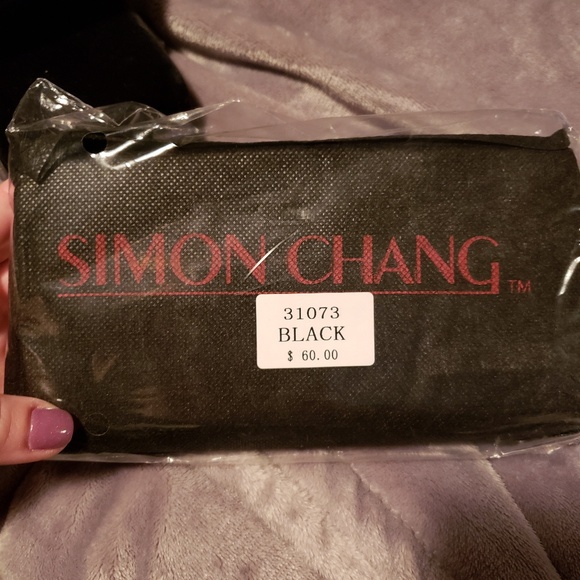 SIMON CHANG TM
31073
BLACK
$ 60.00